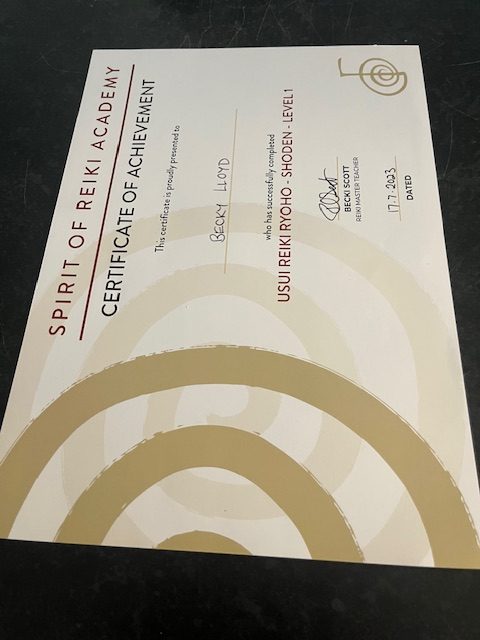 SPIRIT OF REIKI ACADEMY
CERTIFICATE OF ACHIEVEMENT
This certificate is proudly presented to
BECKY LLOYD
who has successfully completed
USUI REIKI RYOHO - SHODEN - LEVEL 1
BECKI SCOTT
REIKI MASTER TEACHER
17.7.2023
DATED